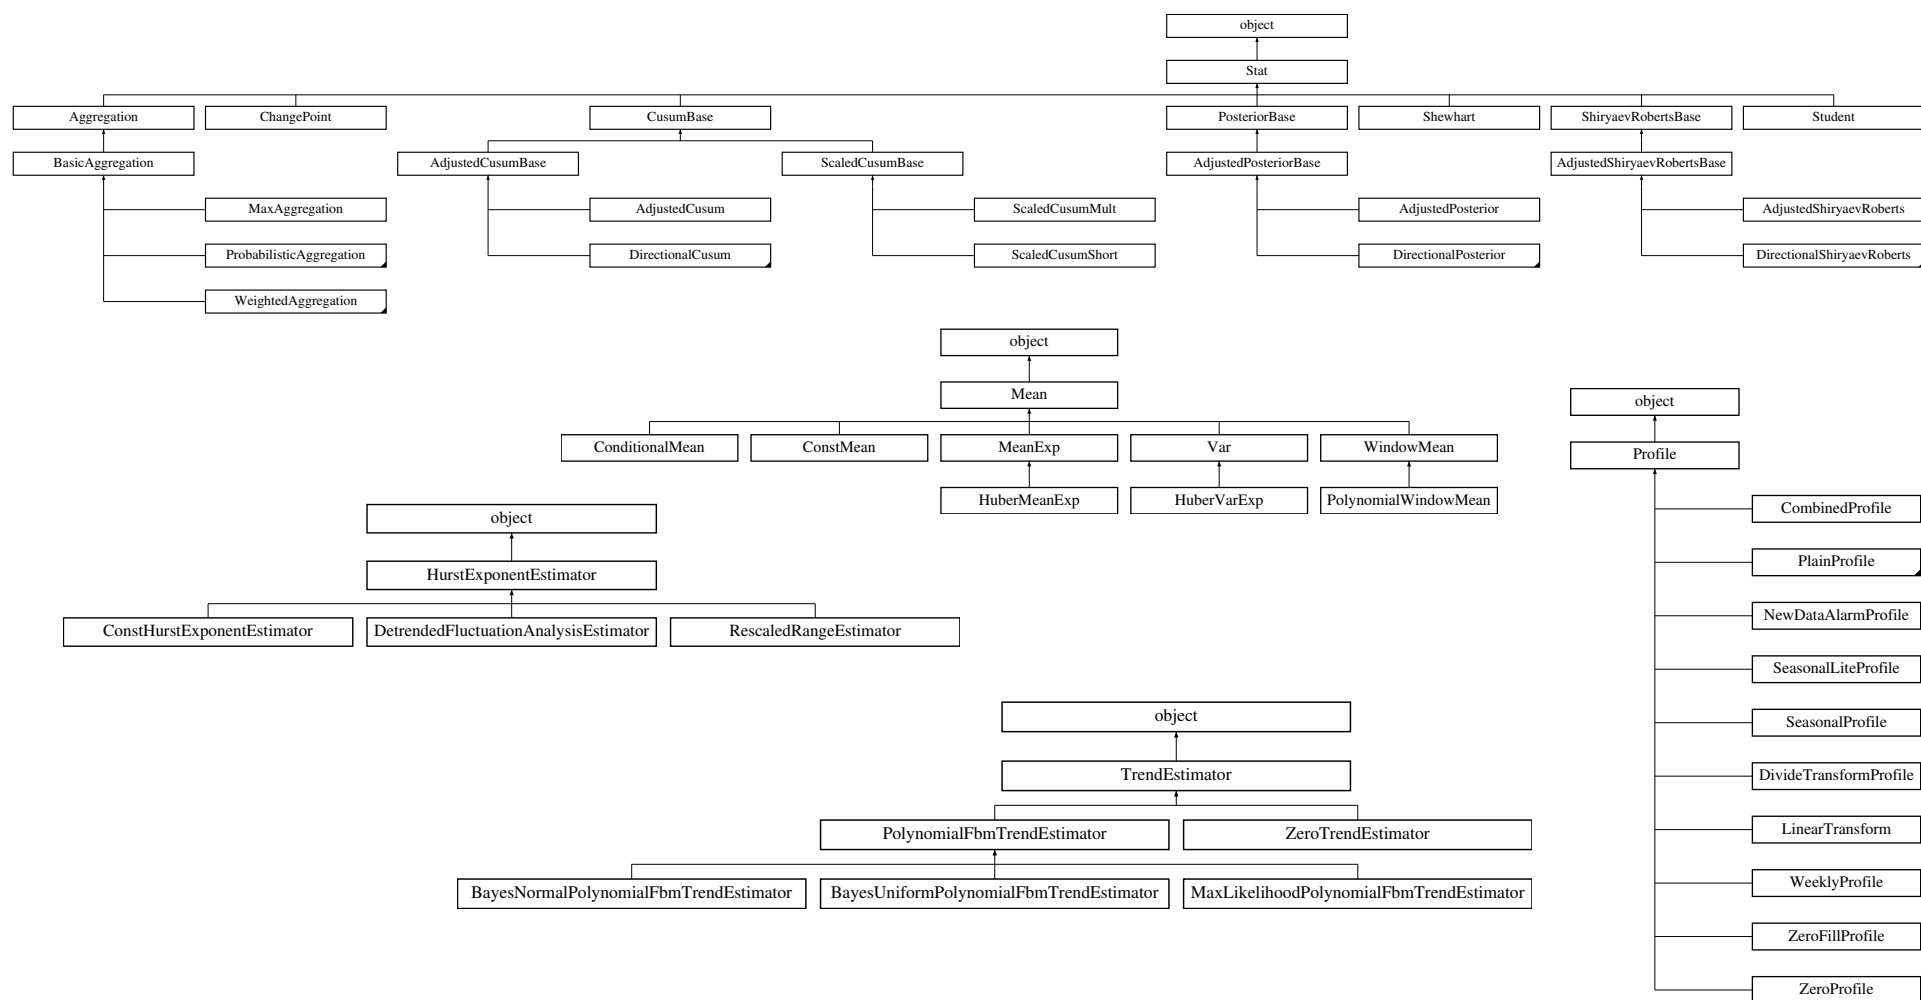 object
Stat
Aggregation
ChangePoint
CusumBase
PosteriorBase
Shewhart
ShiryaevRobertsBase
Student
BasicAggregation
AdjustedCusumBase
ScaledCusumBase
AdjustedPosteriorBase
AdjustedShiryaevRobertsBase
MaxAggregation
AdjustedCusum
ScaledCusumMult
AdjustedPosterior
AdjustedShiryaevRoberts
ProbabilisticAggregation
DirectionalCusum
ScaledCusumShort
DirectionalPosterior
DirectionalShiryaevRoberts
WeightedAggregation
object
Mean
ConditionalMean
ConstMean
MeanExp
Var
WindowMean
HuberMeanExp
HuberVarExp
PolynomialWindowMean
object
Profile
CombinedProfile
PlainProfile
NewDataAlarmProfile
SeasonalLiteProfile
SeasonalProfile
DivideTransformProfile
LinearTransform
WeeklyProfile
ZeroFillProfile
ZeroProfile
object
HurstExponentEstimator
ConstHurstExponentEstimator
DetrendedFluctuationAnalysisEstimator
RescaledRangeEstimator
object
TrendEstimator
PolynomialFbmTrendEstimator
ZeroTrendEstimator
BayesNormalPolynomialFbmTrendEstimator
BayesUniformPolynomialFbmTrendEstimator
MaxLikelihoodPolynomialFbmTrendEstimator